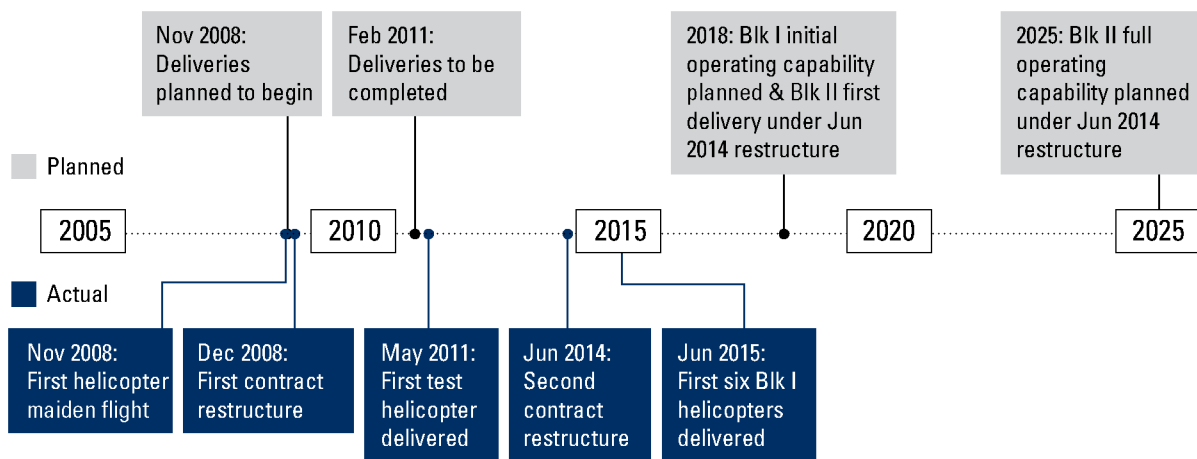 Nov 2008:
Deliveries
planned to begin
Feb 2011:
Deliveries to be
completed
2018: Blk I initial
operating capability
planned & Blk II first
delivery under Jun
2014 restructure
2025: Blk II full
operating
capability planned
under Jun 2014
restructure
Planned
2005
2010
2015
2020
2025
Actual
Nov 2008:
First helicopter
maiden flight
Dec 2008:
First contract
restructure
May 2011:
First test
helicopter
delivered
Jun 2014:
Second
contract
restructure
Jun 2015:
First six Blk I
helicopters
delivered